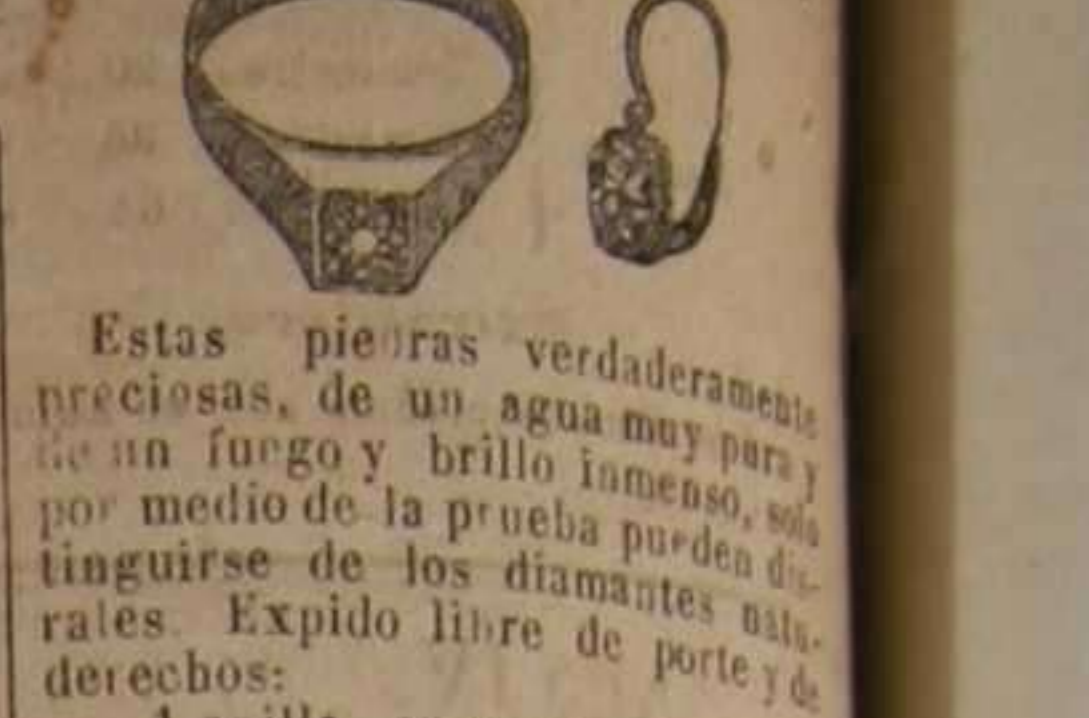 Estas piedras verdaderamente
preciosas, de un agua muy pura y
de un fuego y brillo inmenso, solo
por medio de la prueba pueden dis-
tinguirse de los diamantes natu-
rales. Expido libre de porte y de
derechos: